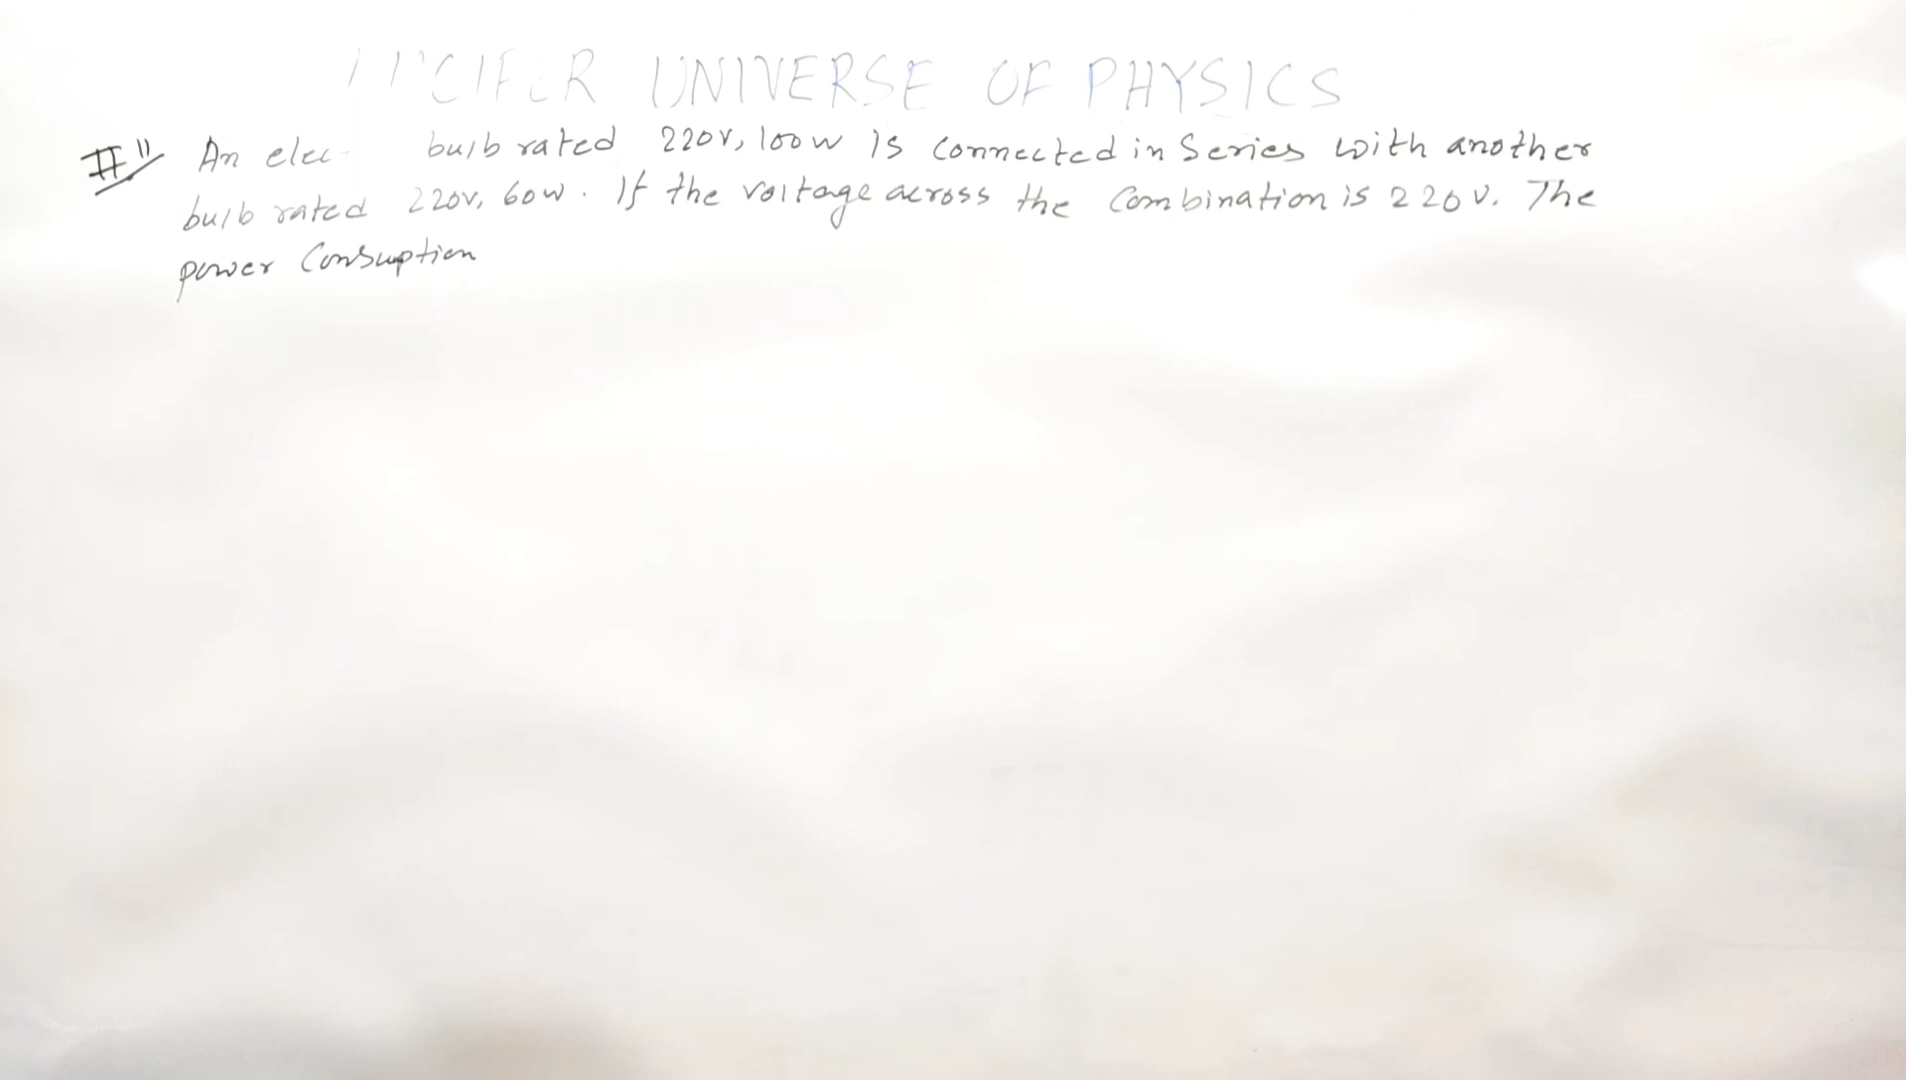 UNIVERSE OF PHYSICS
#" An elec bulb rated 220V, 100W is connected in Series with another
bulb rated 220V, 60W. If the voltage across the Combination is 220V. The
power Consuption